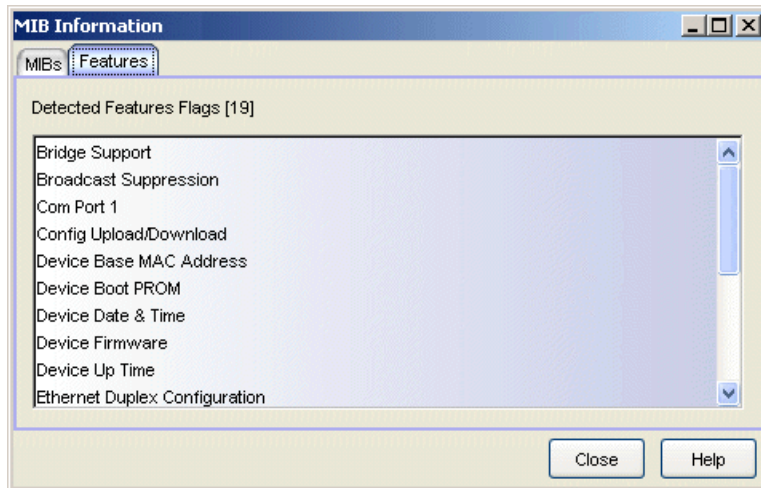 MIB Information
MIBs Features
Detected Features Flags [19]
Bridge Support
Broadcast Suppression
Com Port 1
Config Upload/Download
Device Base MAC Address
Device Boot PROM
Device Date & Time
Device Firmware
Device Up Time
Ethernet Duplex Configuration
Close Help